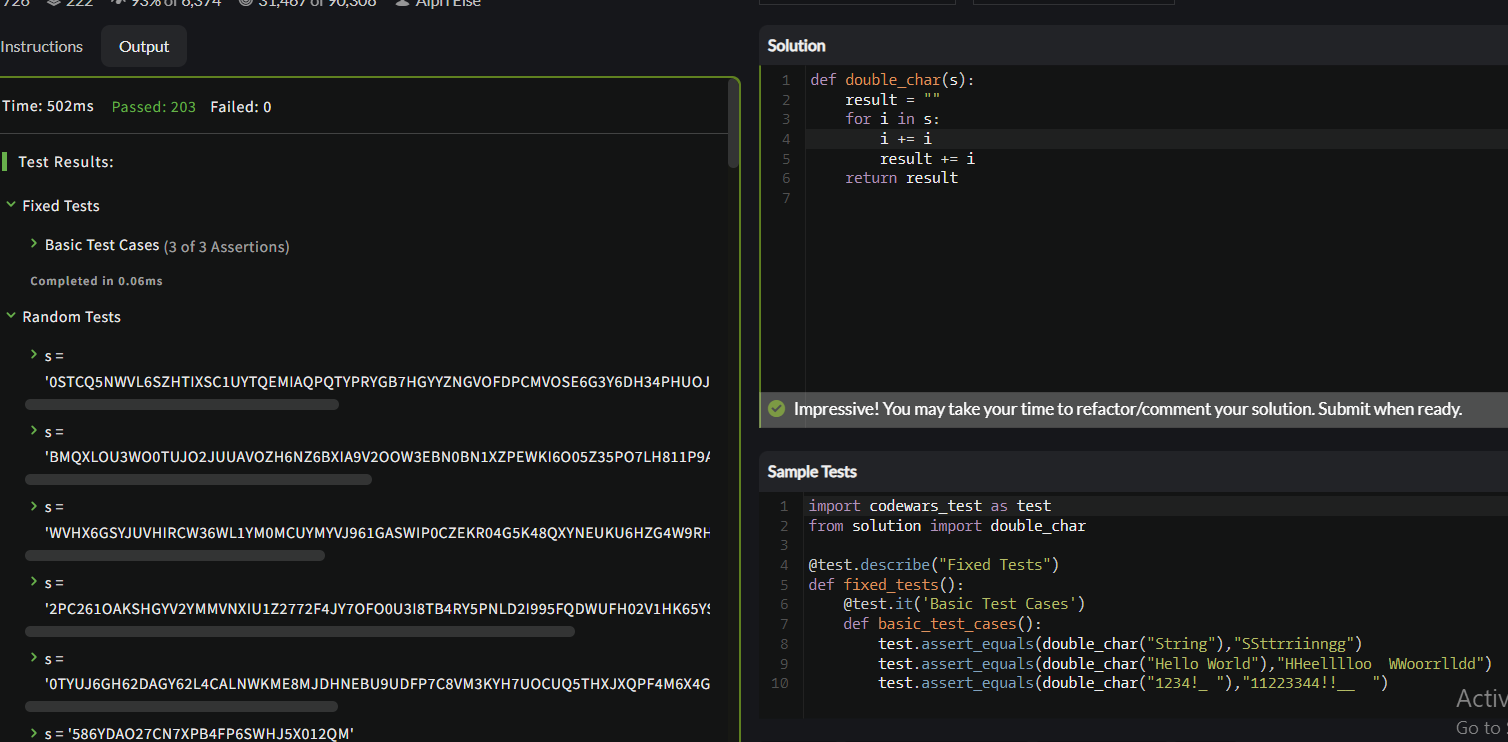 726 222 93% of 6,374 31,467 of 90,308 AlphElse
Instructions
Output
Time: 502ms Passed: 203 Failed: 0
Test Results:
Fixed Tests
Basic Test Cases (3 of 3 Assertions)
Completed in 0.06ms
Random Tests
s =
'0STCQ5NWVL6SZHTIXSC1UYTQEMIAQPQTYPRYGB7HGYYZNGVOFDPCMVOSE6G3Y6DH34PHUOJ
s =
'BMQXLOU3WO0TUJO2JUUAVOZH6NZ6BXIA9V2OOW3EBN0BN1XZPEWKI6O05Z35PO7LH811P9A
s =
'WVHX6GSYJUVHIRCW36WL1YM0MCUYMYVJ961GASWIP0CZEKR04G5K48QXYNEUKU6HZG4W9RH
s =
'2PC261OAKSHGYV2YMMVNXIU1Z2772F4JY7OFO0U3I8TB4RY5PNLD2I995FQDWUFH02V1HK65YS
s =
'0TYUJ6GH62DAGY62L4CALNWKME8MJDHNEBU9UDFP7C8VM3KYH7UOCUQ5THXJXQPF4M6X4G
s = '586YDAO27CN7XPB4FP6SWHJ5X012QM'
Solution
1 def double_char(s):
2     result = ""
3     for i in s:
4         i += i
5         result += i
6     return result
7
Impressive! You may take your time to refactor/comment your solution. Submit when ready.
Sample Tests
1 import codewars_test as test
2 from solution import double_char
3
4 @test.describe("Fixed Tests")
5 def fixed_tests():
6     @test.it('Basic Test Cases')
7     def basic_test_cases():
8         test.assert_equals(double_char("String"),"SSttrriinngg")
9         test.assert_equals(double_char("Hello World"),"HHeelllloo  WWoorrlldd")
10         test.assert_equals(double_char("1234!_ "),"11223344!!__  ")
Activ
Go to S